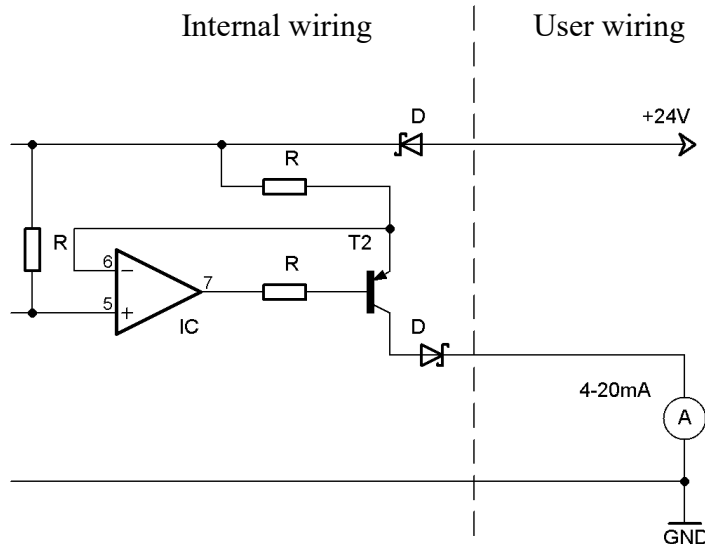 Internal wiring
User wiring
D
+24V
R
R
T2
6
R
7
5
IC
D
4-20mA
A
GND